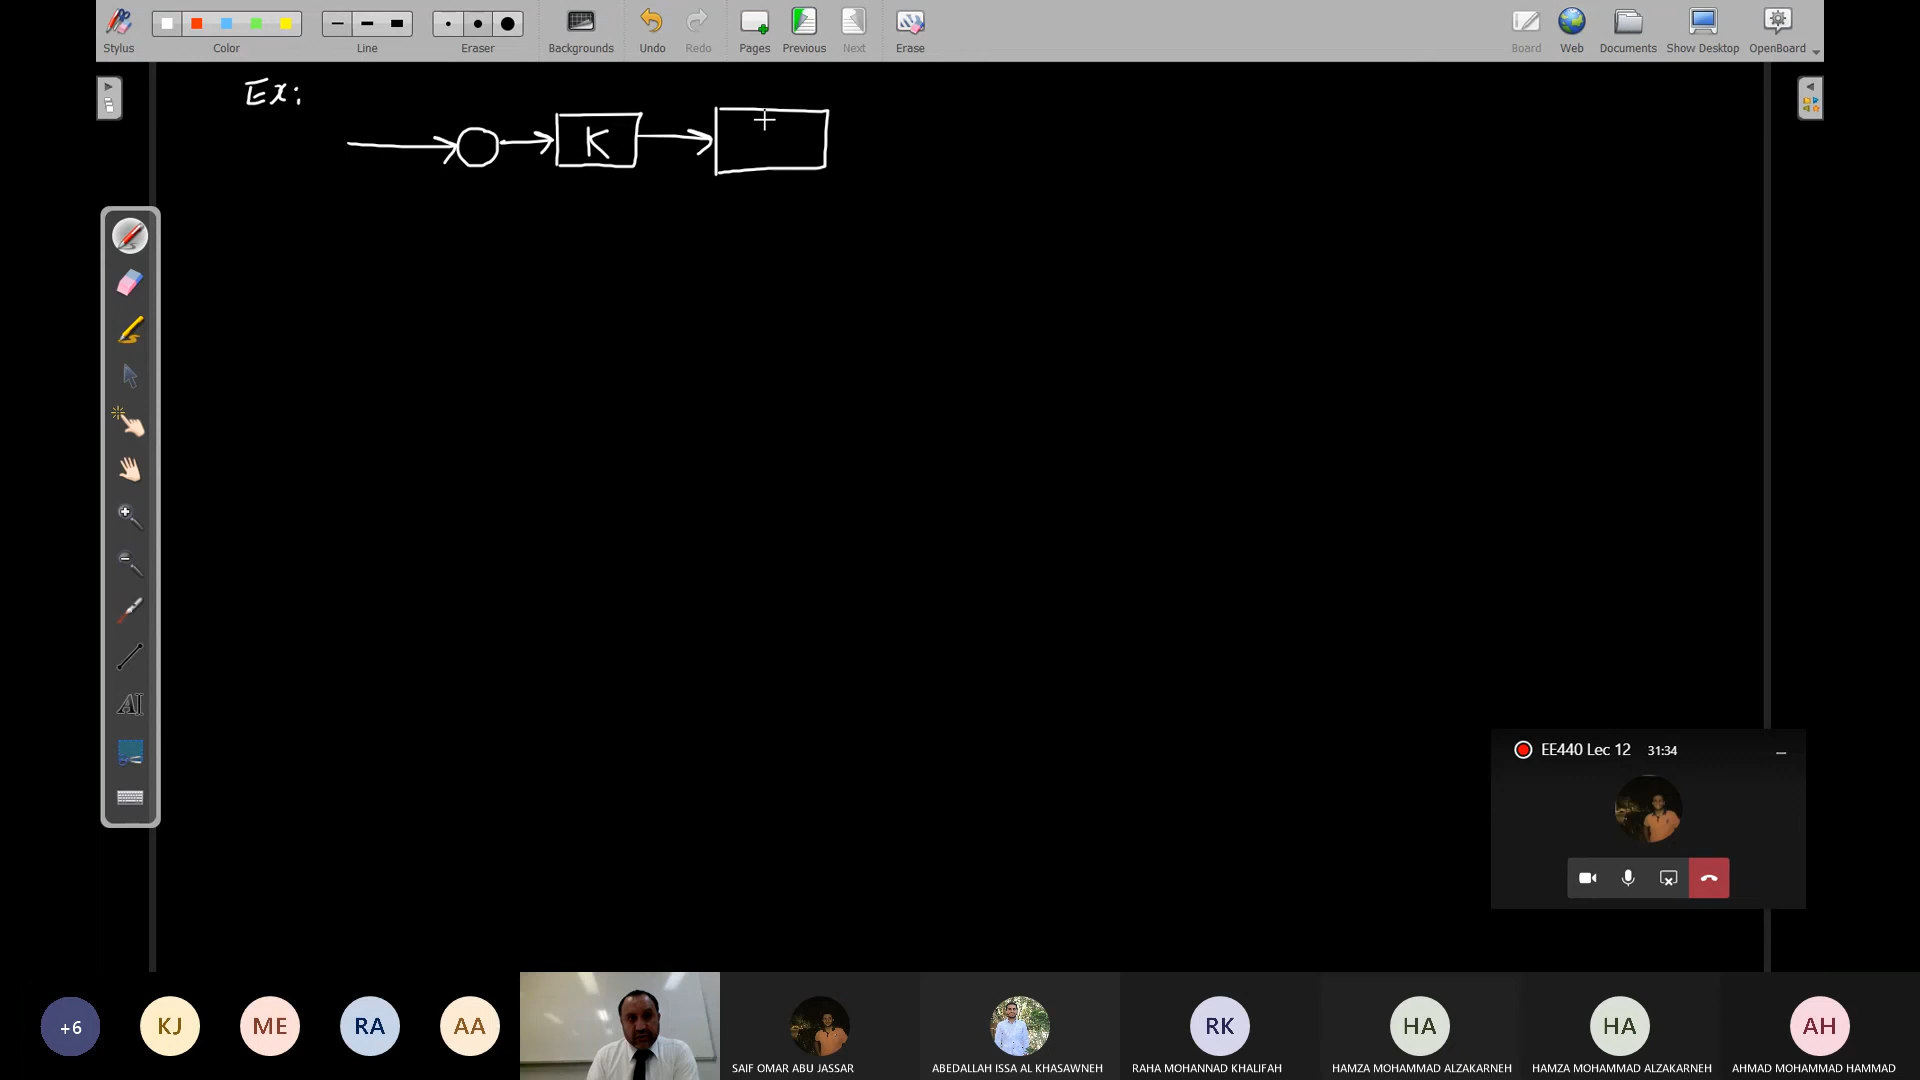 Stylus
Color
Line
Eraser
Backgrounds
Undo
Redo
Pages
Previous
Next
Erase
Board
Web
Documents
Show Desktop
OpenBoard
Ex:
K
EE440 Lec 12 31:34
+6
KJ
ME
RA
AA
RK
HA
HA
AH
SAIF OMAR ABU JASSAR
ABEDALLAH ISSA AL KHASAWNEH
RAHA MOHANNAD KHALIFAH
HAMZA MOHAMMAD ALZAKARNEH
HAMZA MOHAMMAD ALZAKARNEH
AHMAD MOHAMMAD HAMMAD